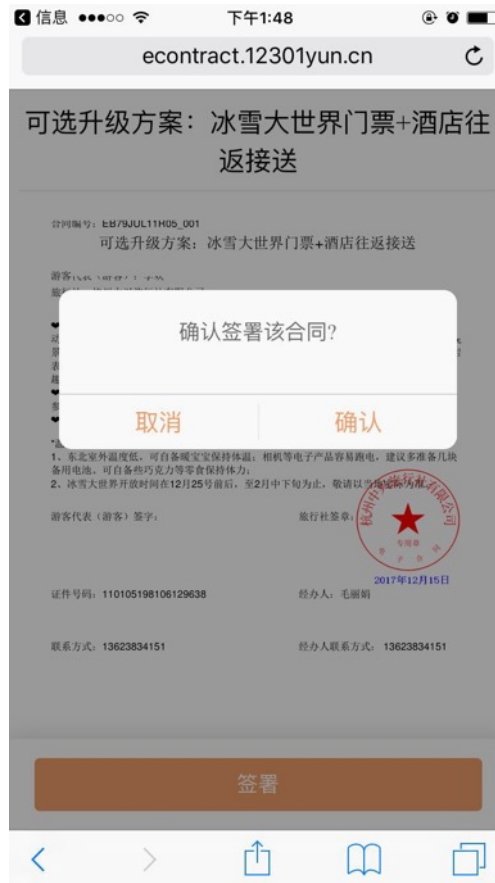 信息
下午1:48
econtract.12301yun.cn
可选升级方案：冰雪大世界门票+酒店往
返接送
合同编号：EB79JUL11H05_001
可选升级方案：冰雪大世界门票+酒店往返接送
确认签署该合同?
取消
确认
1、东北室外温度低，可自备暖宝宝保持体温；相机等电子产品容易跑电，建议多准备几块
备用电池，可自备些巧克力等零食保持体力；
2、冰雪大世界开放时间在12月25号前后，至2月中下旬为止，敬请以当地实际为准。
游客代表（游客）签字：
旅行社签章：
专用章
2017年12月15日
证件号码：110105198106129638
经办人：毛丽娟
联系方式：13623834151
经办人联系方式：13623834151
签署